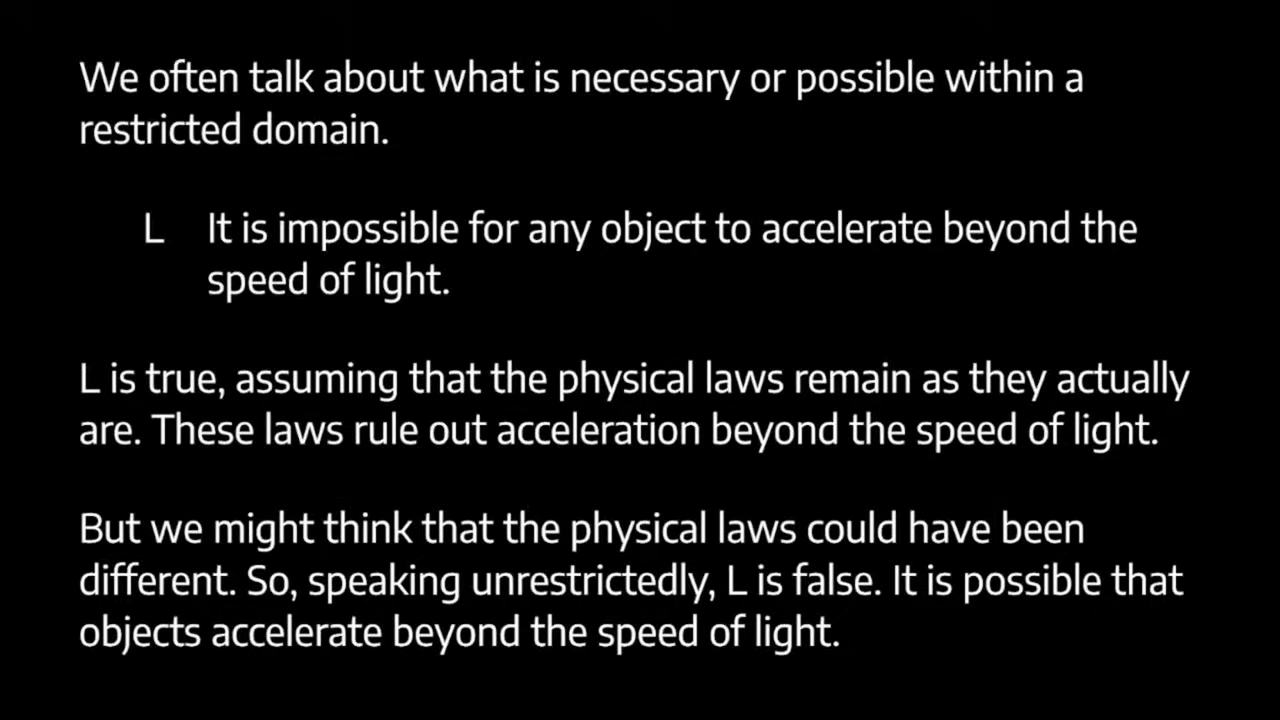 We often talk about what is necessary or possible within a
restricted domain.
L It is impossible for any object to accelerate beyond the
speed of light.
L is true, assuming that the physical laws remain as they actually
are. These laws rule out acceleration beyond the speed of light.
But we might think that the physical laws could have been
different. So, speaking unrestrictedly, L is false. It is possible that
objects accelerate beyond the speed of light.